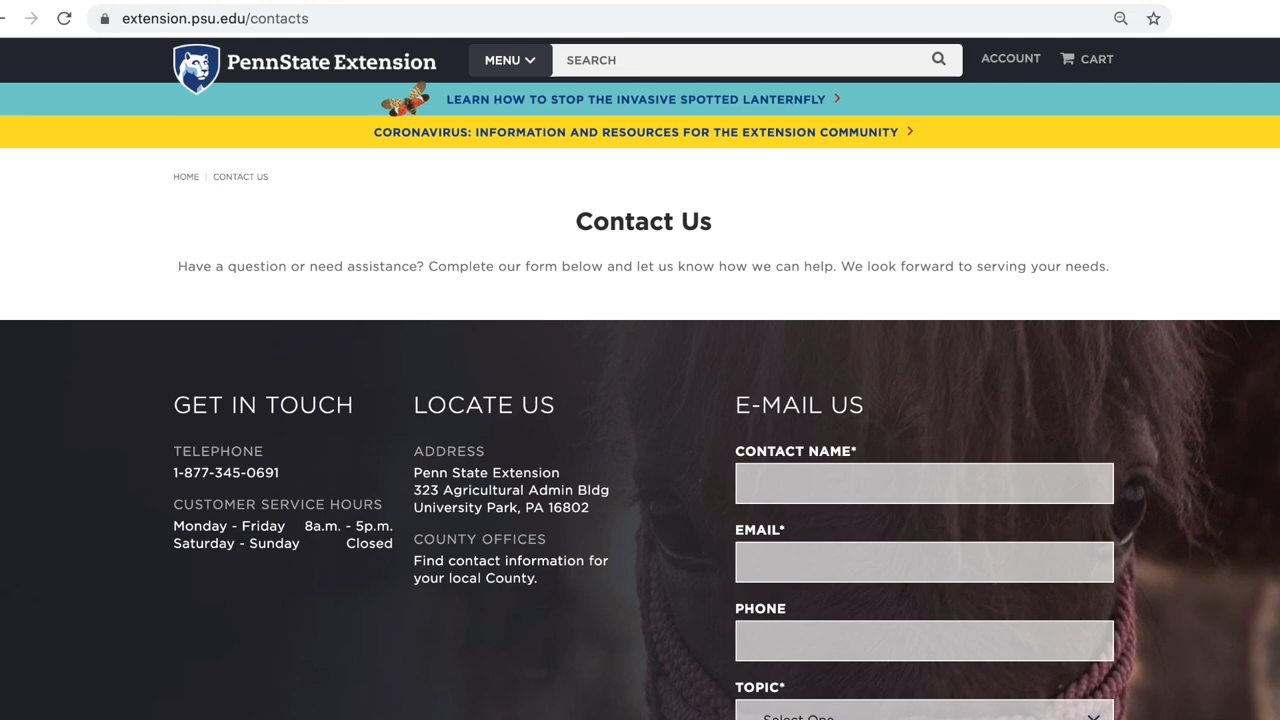 extension.psu.edu/contacts
PennState Extension
MENU
SEARCH
ACCOUNT
CART
LEARN HOW TO STOP THE INVASIVE SPOTTED LANTERNFLY
CORONAVIRUS: INFORMATION AND RESOURCES FOR THE EXTENSION COMMUNITY
HOME | CONTACT US
Contact Us
Have a question or need assistance? Complete our form below and let us know how we can help. We look forward to serving your needs.
GET IN TOUCH
TELEPHONE
1-877-345-0691
CUSTOMER SERVICE HOURS
Monday - Friday 8a.m. - 5p.m.
Saturday - Sunday Closed
LOCATE US
ADDRESS
Penn State Extension
323 Agricultural Admin Bldg
University Park, PA 16802
COUNTY OFFICES
Find contact information for
your local County.
E-MAIL US
CONTACT NAME*
EMAIL*
PHONE
TOPIC*
Select One